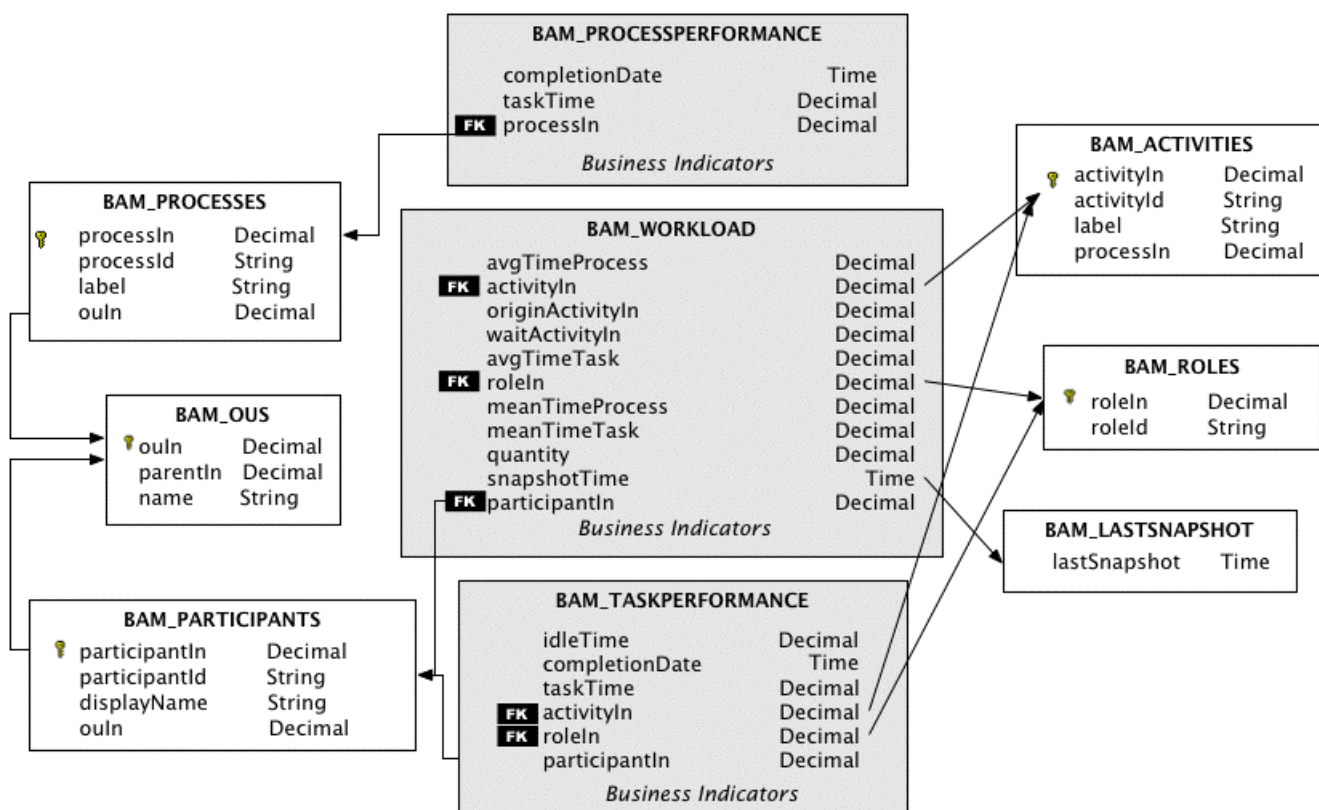 BAM_PROCESSPERFORMANCE
completionDate Time
taskTime Decimal
FK processIn Decimal
Business Indicators
BAM_ACTIVITIES
activityIn Decimal
activityId String
label String
processIn Decimal
BAM_PROCESSES
processIn Decimal
processId String
label String
ouIn Decimal
BAM_WORKLOAD
avgTimeProcess Decimal
FK activityIn Decimal
originActivityIn Decimal
waitActivityIn Decimal
avgTimeTask Decimal
FK roleIn Decimal
meanTimeProcess Decimal
meanTimeTask Decimal
quantity Decimal
snapshotTime Time
FK participantIn Decimal
Business Indicators
BAM_ROLES
roleIn Decimal
roleId String
BAM_OUS
ouIn Decimal
parentIn Decimal
name String
BAM_LASTSNAPSHOT
lastSnapshot Time
BAM_PARTICIPANTS
participantIn Decimal
participantId String
displayName String
ouIn Decimal
BAM_TASKPERFORMANCE
idleTime Decimal
completionDate Time
taskTime Decimal
FK activityIn Decimal
FK roleIn Decimal
participantIn Decimal
Business Indicators